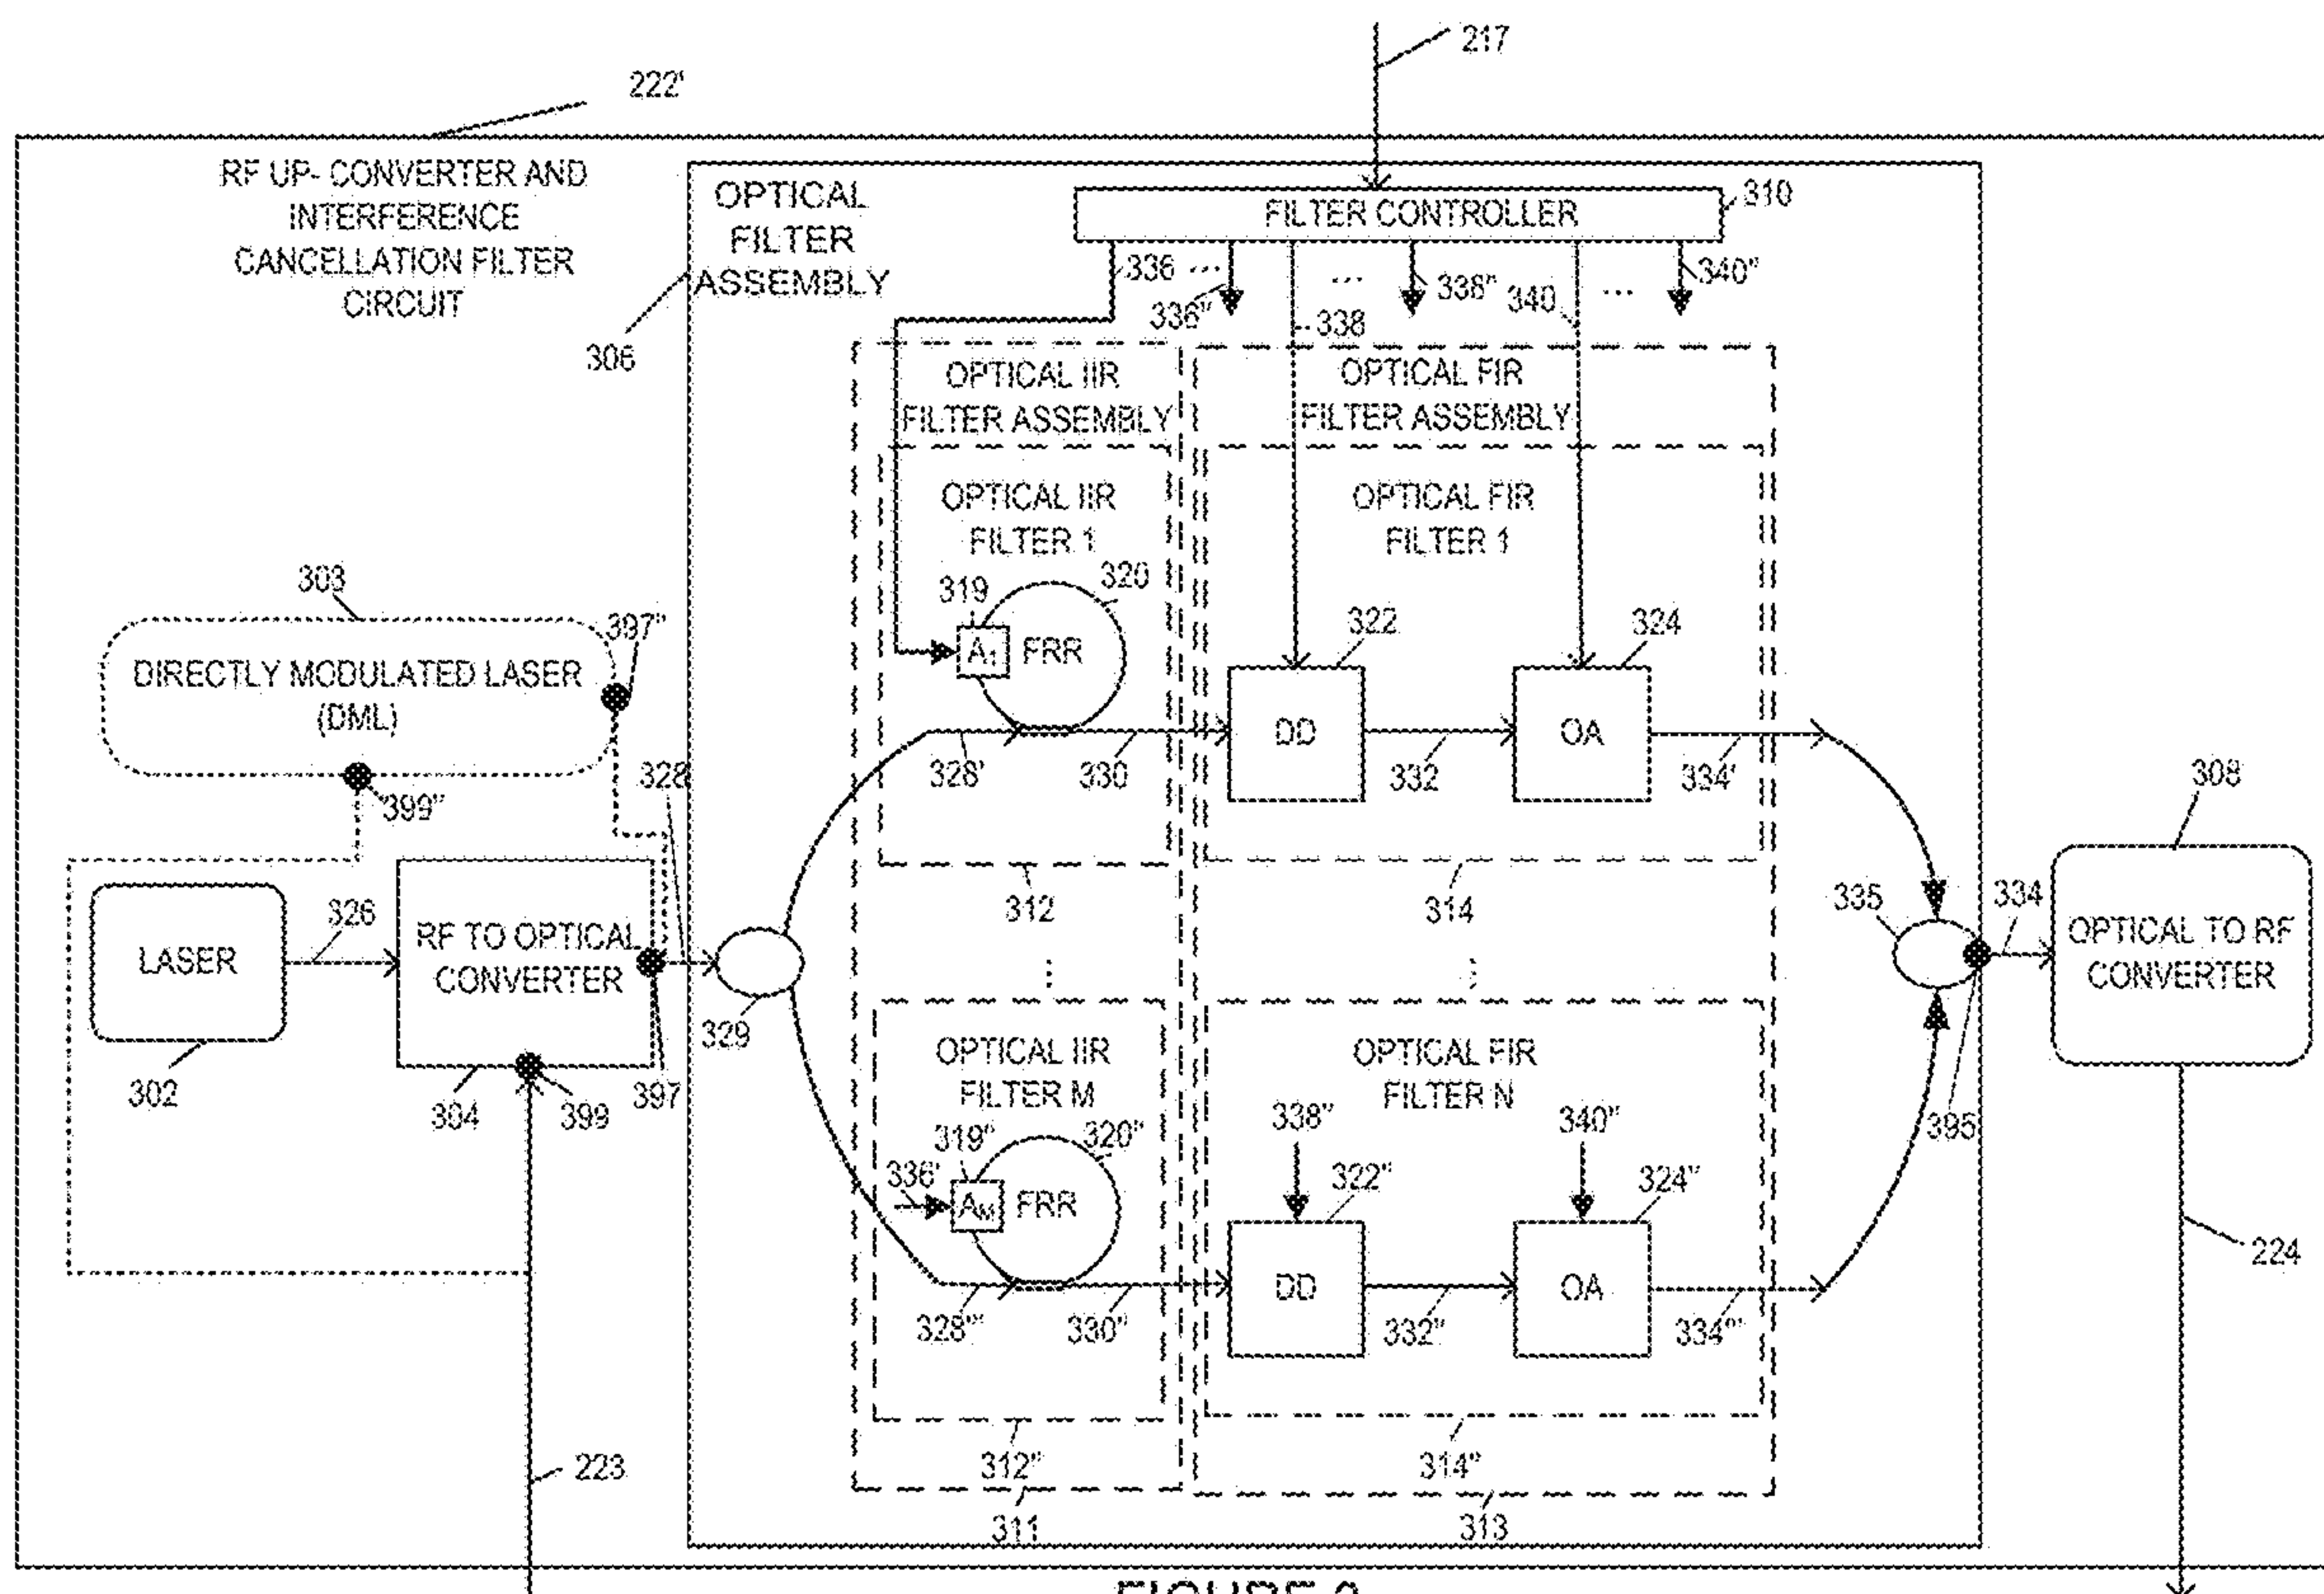 217
222'
RF UP- CONVERTER AND
INTERFERENCE
CANCELLATION FILTER
CIRCUIT
OPTICAL
FILTER
ASSEMBLY
306
FILTER CONTROLLER
310
336
...
336"
338
...
338"
340
...
340"
OPTICAL IIR
FILTER ASSEMBLY
OPTICAL FIR
FILTER ASSEMBLY
OPTICAL IIR
FILTER 1
OPTICAL FIR
FILTER 1
303
397"
DIRECTLY MODULATED LASER
(DML)
399"
319
320
A1
FRR
322
324
DD
OA
328
328'
330
332
334'
308
312
314
335
334
LASER
326
RF TO OPTICAL
CONVERTER
OPTICAL TO RF
CONVERTER
302
304
399
397
329
395
OPTICAL IIR
FILTER M
OPTICAL FIR
FILTER N
319"
320"
336'
AM
FRR
338"
340"
322"
324"
DD
OA
224
328'"
330"
332"
334'"
312"
314"
223
311
313